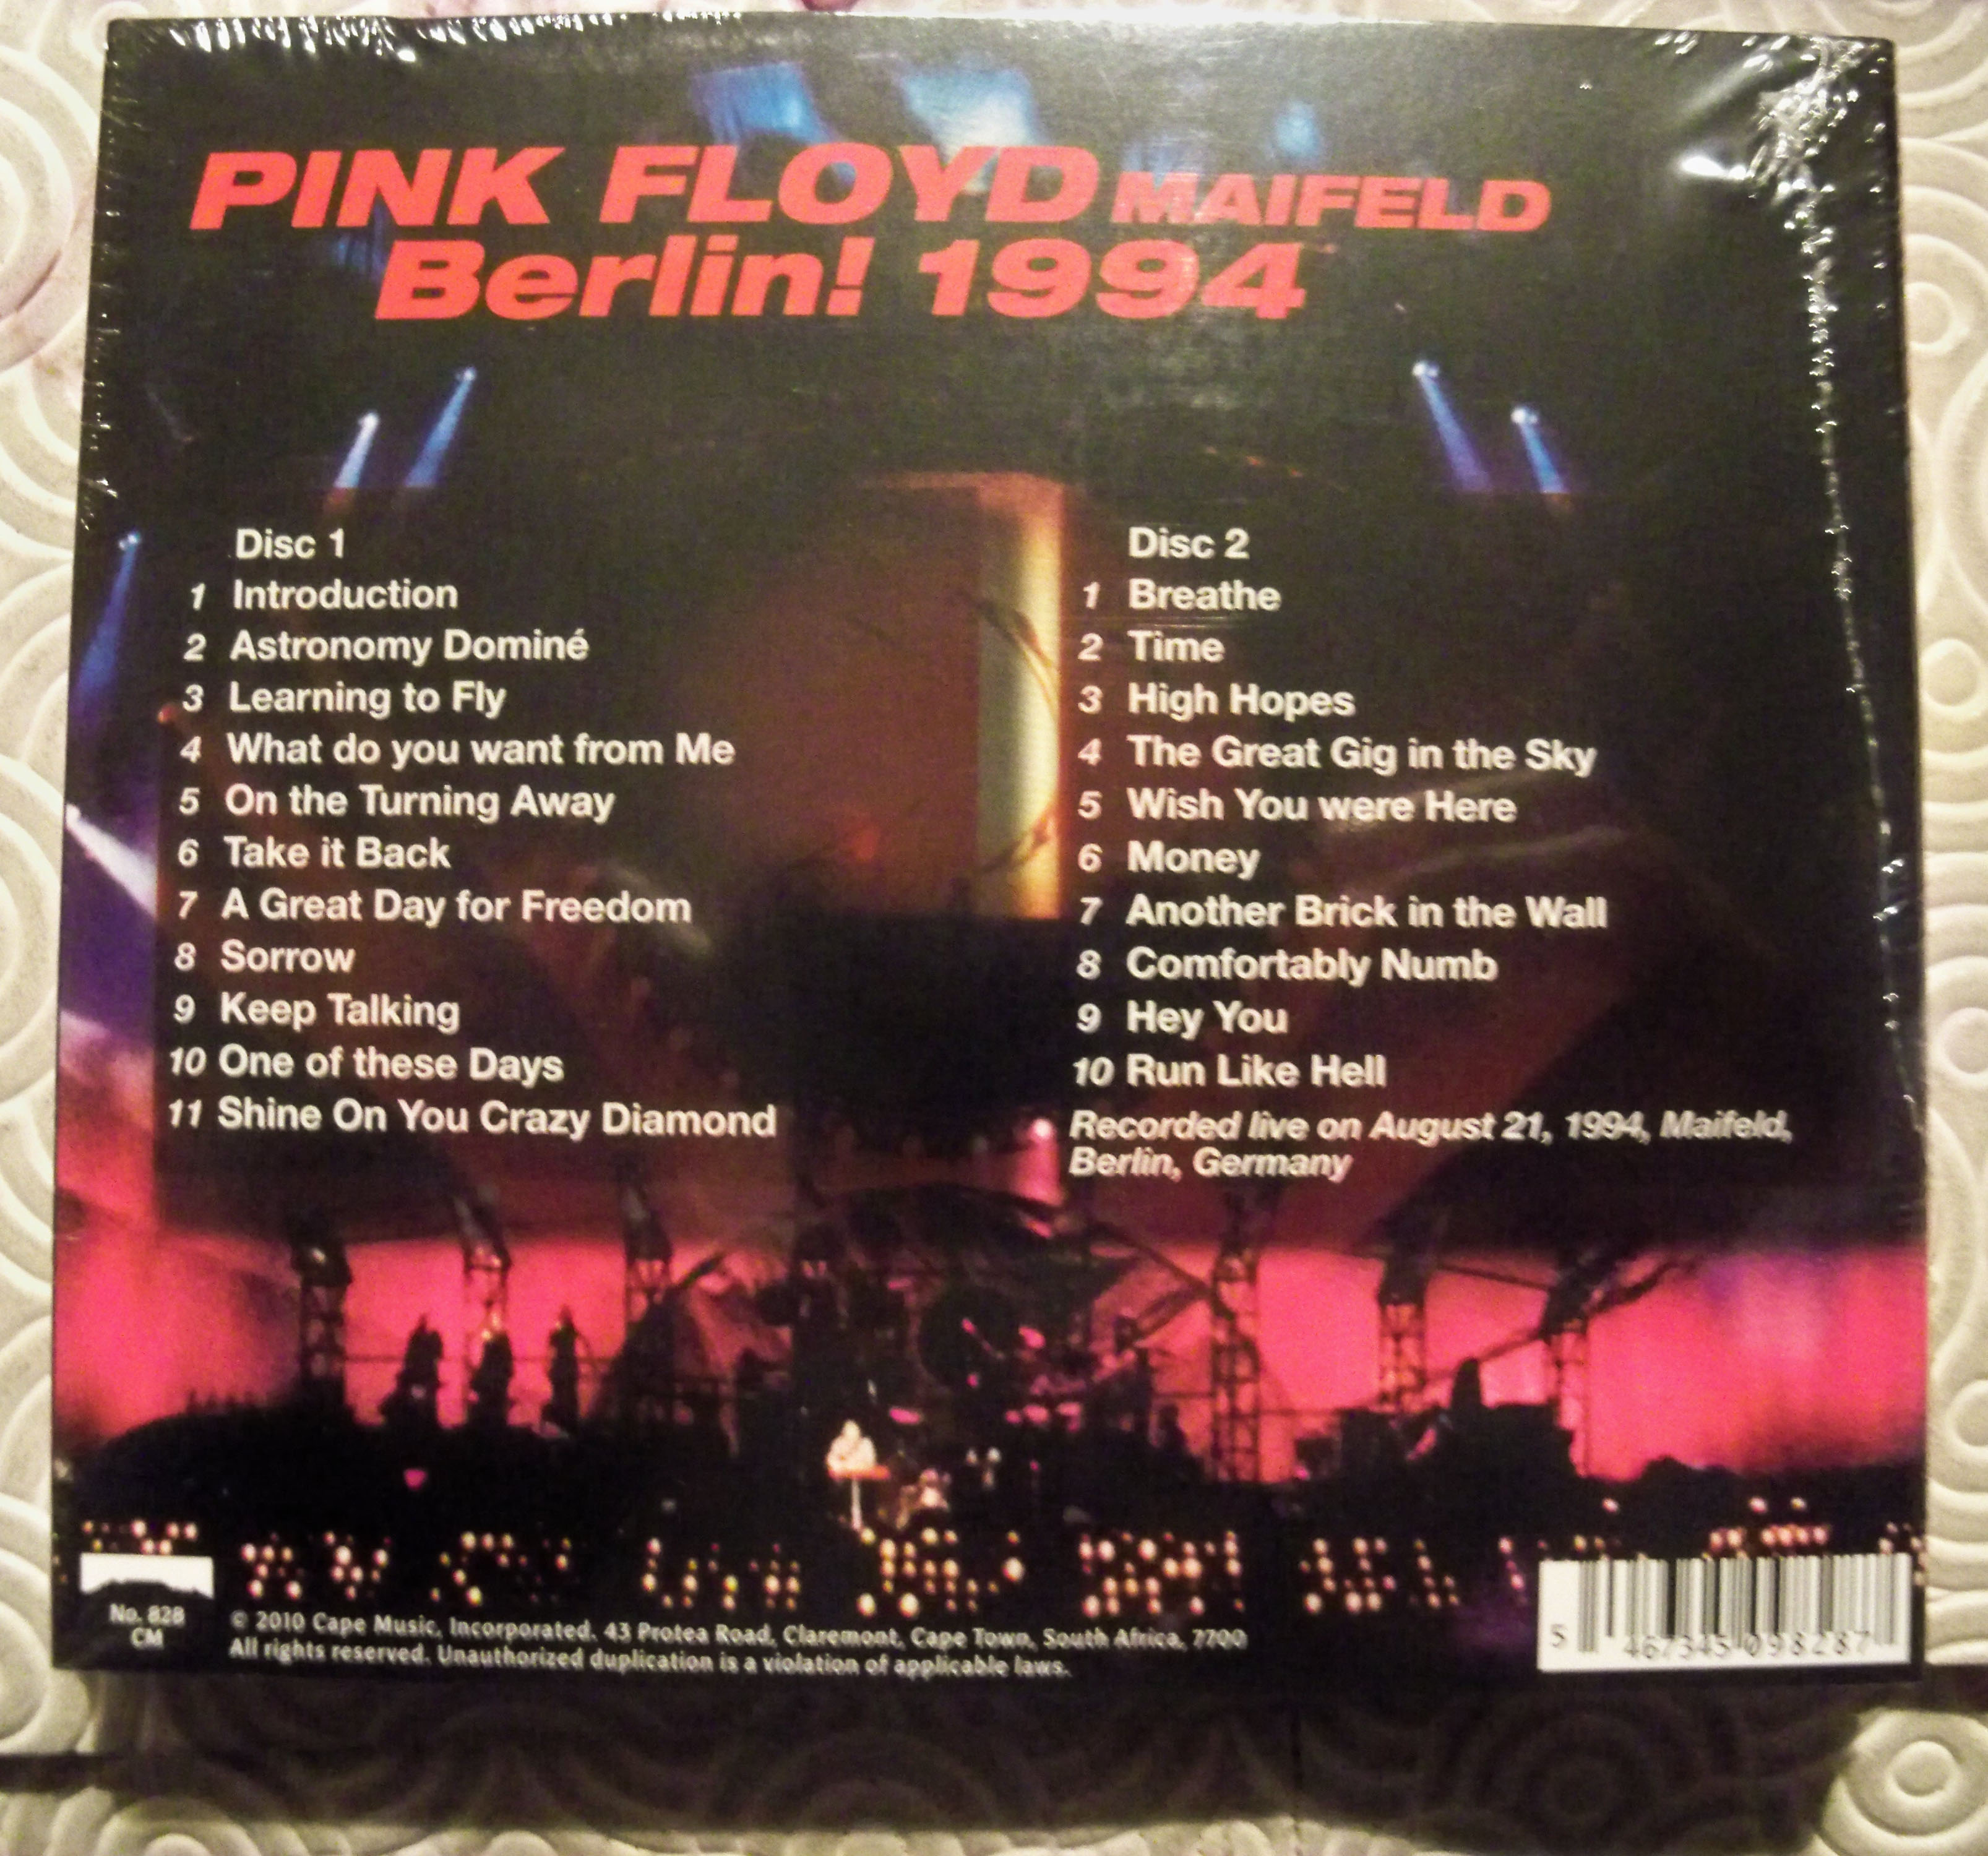 PINK FLOYD MAIFELD
Berlin! 1994
Disc 1
1 Introduction
2 Astronomy Dominé
3 Learning to Fly
4 What do you want from Me
5 On the Turning Away
6 Take it Back
7 A Great Day for Freedom
8 Sorrow
9 Keep Talking
10 One of these Days
11 Shine On You Crazy Diamond
Disc 2
1 Breathe
2 Time
3 High Hopes
4 The Great Gig in the Sky
5 Wish You were Here
6 Money
7 Another Brick in the Wall
8 Comfortably Numb
9 Hey You
10 Run Like Hell
Recorded live on August 21, 1994, Maifeld,
Berlin, Germany
No. 828
CM
© 2010 Cape Music, Incorporated. 43 Protea Road, Claremont, Cape Town, South Africa, 7700
All rights reserved. Unauthorized duplication is a violation of applicable laws.
5 467345 098287